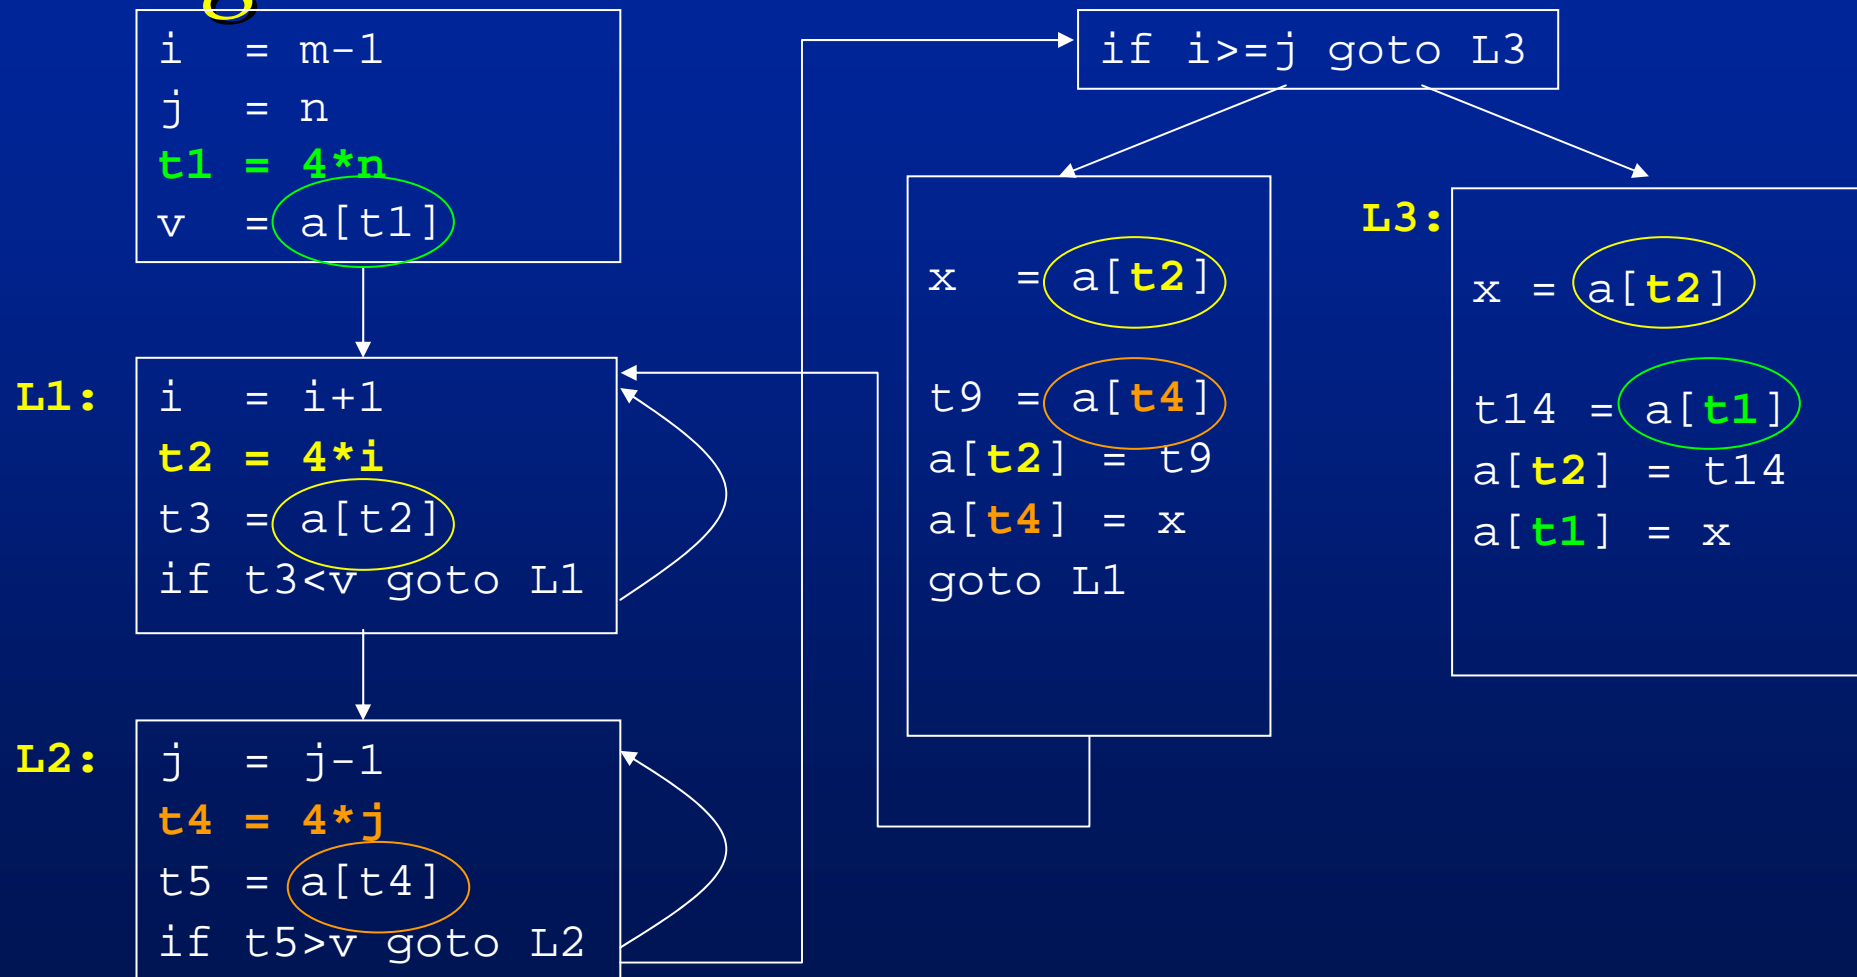 i = m-1
j = n
t1 = 4*n
v = a[t1]
L1:
i = i+1
t2 = 4*i
t3 = a[t2]
if t3<v goto L1
L2:
j = j-1
t4 = 4*j
t5 = a[t4]
if t5>v goto L2
if i>=j goto L3
x = a[t2]
t9 = a[t4]
a[t2] = t9
a[t4] = x
goto L1
L3:
x = a[t2]
t14 = a[t1]
a[t2] = t14
a[t1] = x